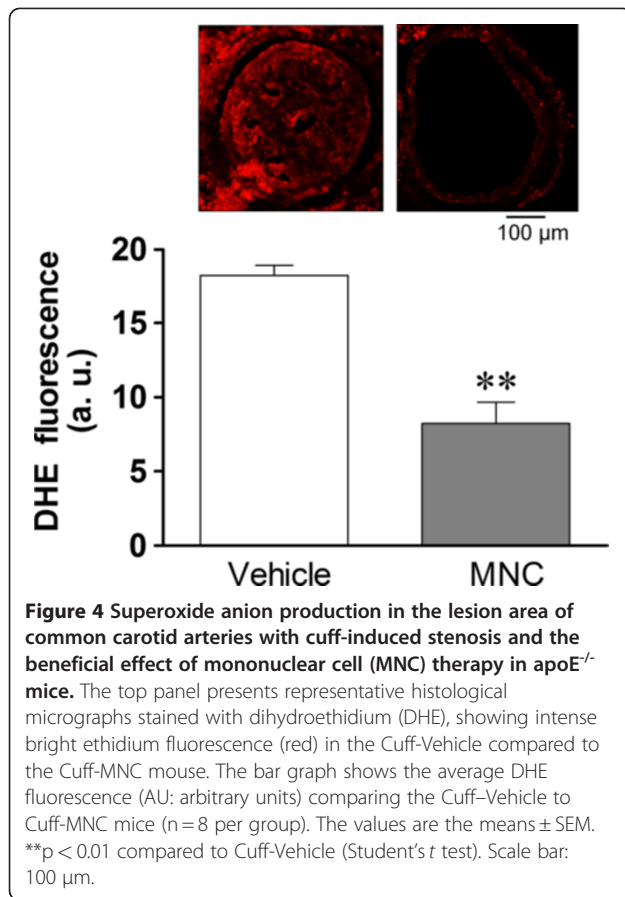 100 µm
20
15
10
5
0
DHE fluorescence
(a. u.)
**
Vehicle MNC
Figure 4 Superoxide anion production in the lesion area of
common carotid arteries with cuff-induced stenosis and the
beneficial effect of mononuclear cell (MNC) therapy in apoE-/-
mice. The top panel presents representative histological
micrographs stained with dihydroethidium (DHE), showing intense
bright ethidium fluorescence (red) in the Cuff-Vehicle compared to
the Cuff-MNC mouse. The bar graph shows the average DHE
fluorescence (AU: arbitrary units) comparing the Cuff–Vehicle to
Cuff-MNC mice (n = 8 per group). The values are the means ± SEM.
**p < 0.01 compared to Cuff-Vehicle (Student's t test). Scale bar:
100 µm.